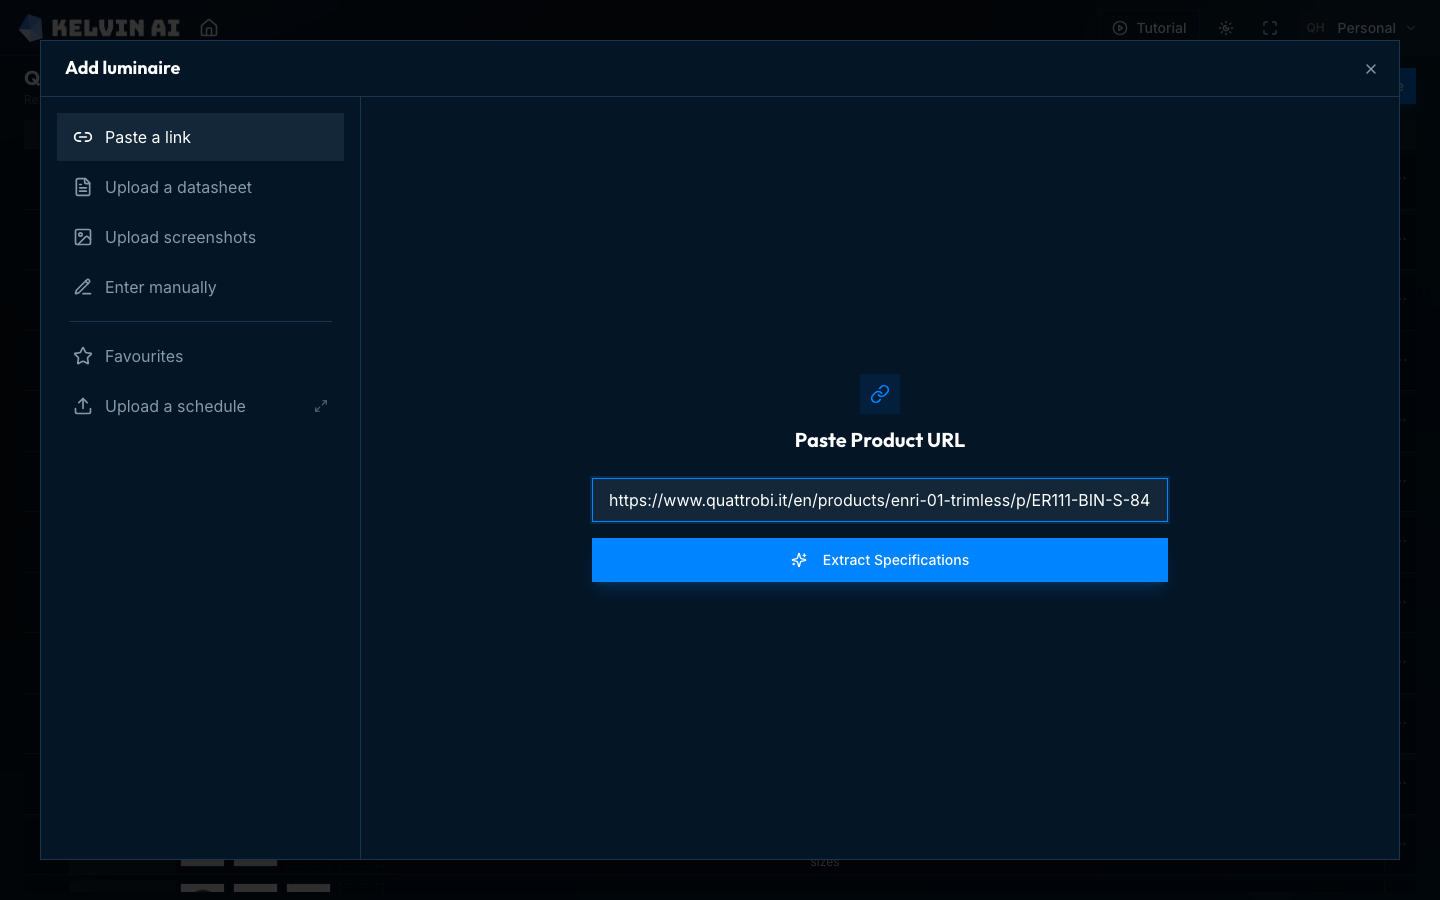 KELVIN AI
Tutorial
QH
Personal
Add luminaire
Paste a link
Upload a datasheet
Upload screenshots
Enter manually
Favourites
Upload a schedule
Paste Product URL
https://www.quattrobi.it/en/products/enri-01-trimless/p/ER111-BIN-S-84
Extract Specifications
sizes